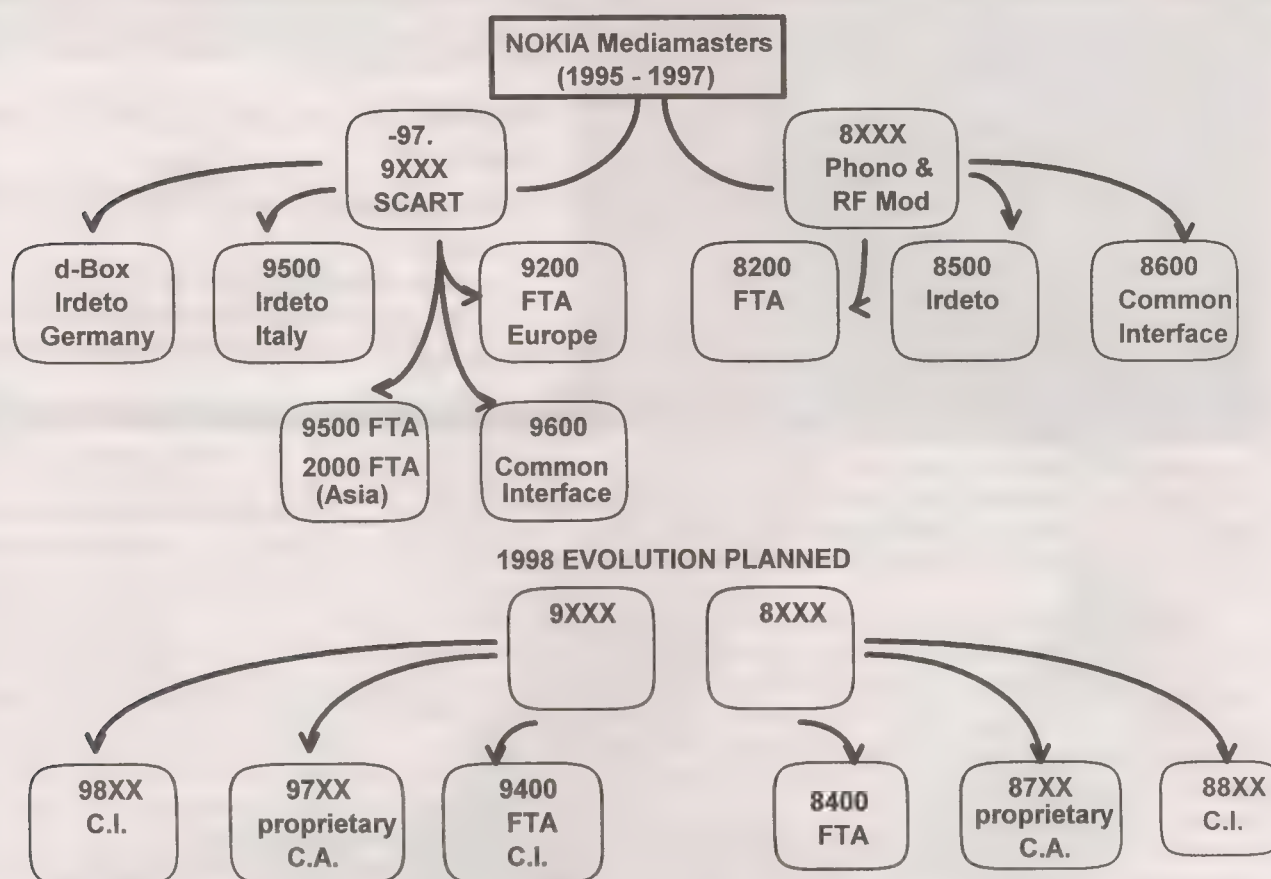 NOKIA Mediamasters
(1995 - 1997)
-97.
9XXX
SCART
8XXX
Phono &
RF Mod
d-Box
Irdeto
Germany
9500
Irdeto
Italy
9200
FTA
Europe
8200
FTA
8500
Irdeto
8600
Common
Interface
9500 FTA
2000 FTA
(Asia)
9600
Common
Interface
1998 EVOLUTION PLANNED
9XXX
8XXX
98XX
C.I.
97XX
proprietary
C.A.
9400
FTA
C.I.
8400
FTA
87XX
proprietary
C.A.
88XX
C.I.